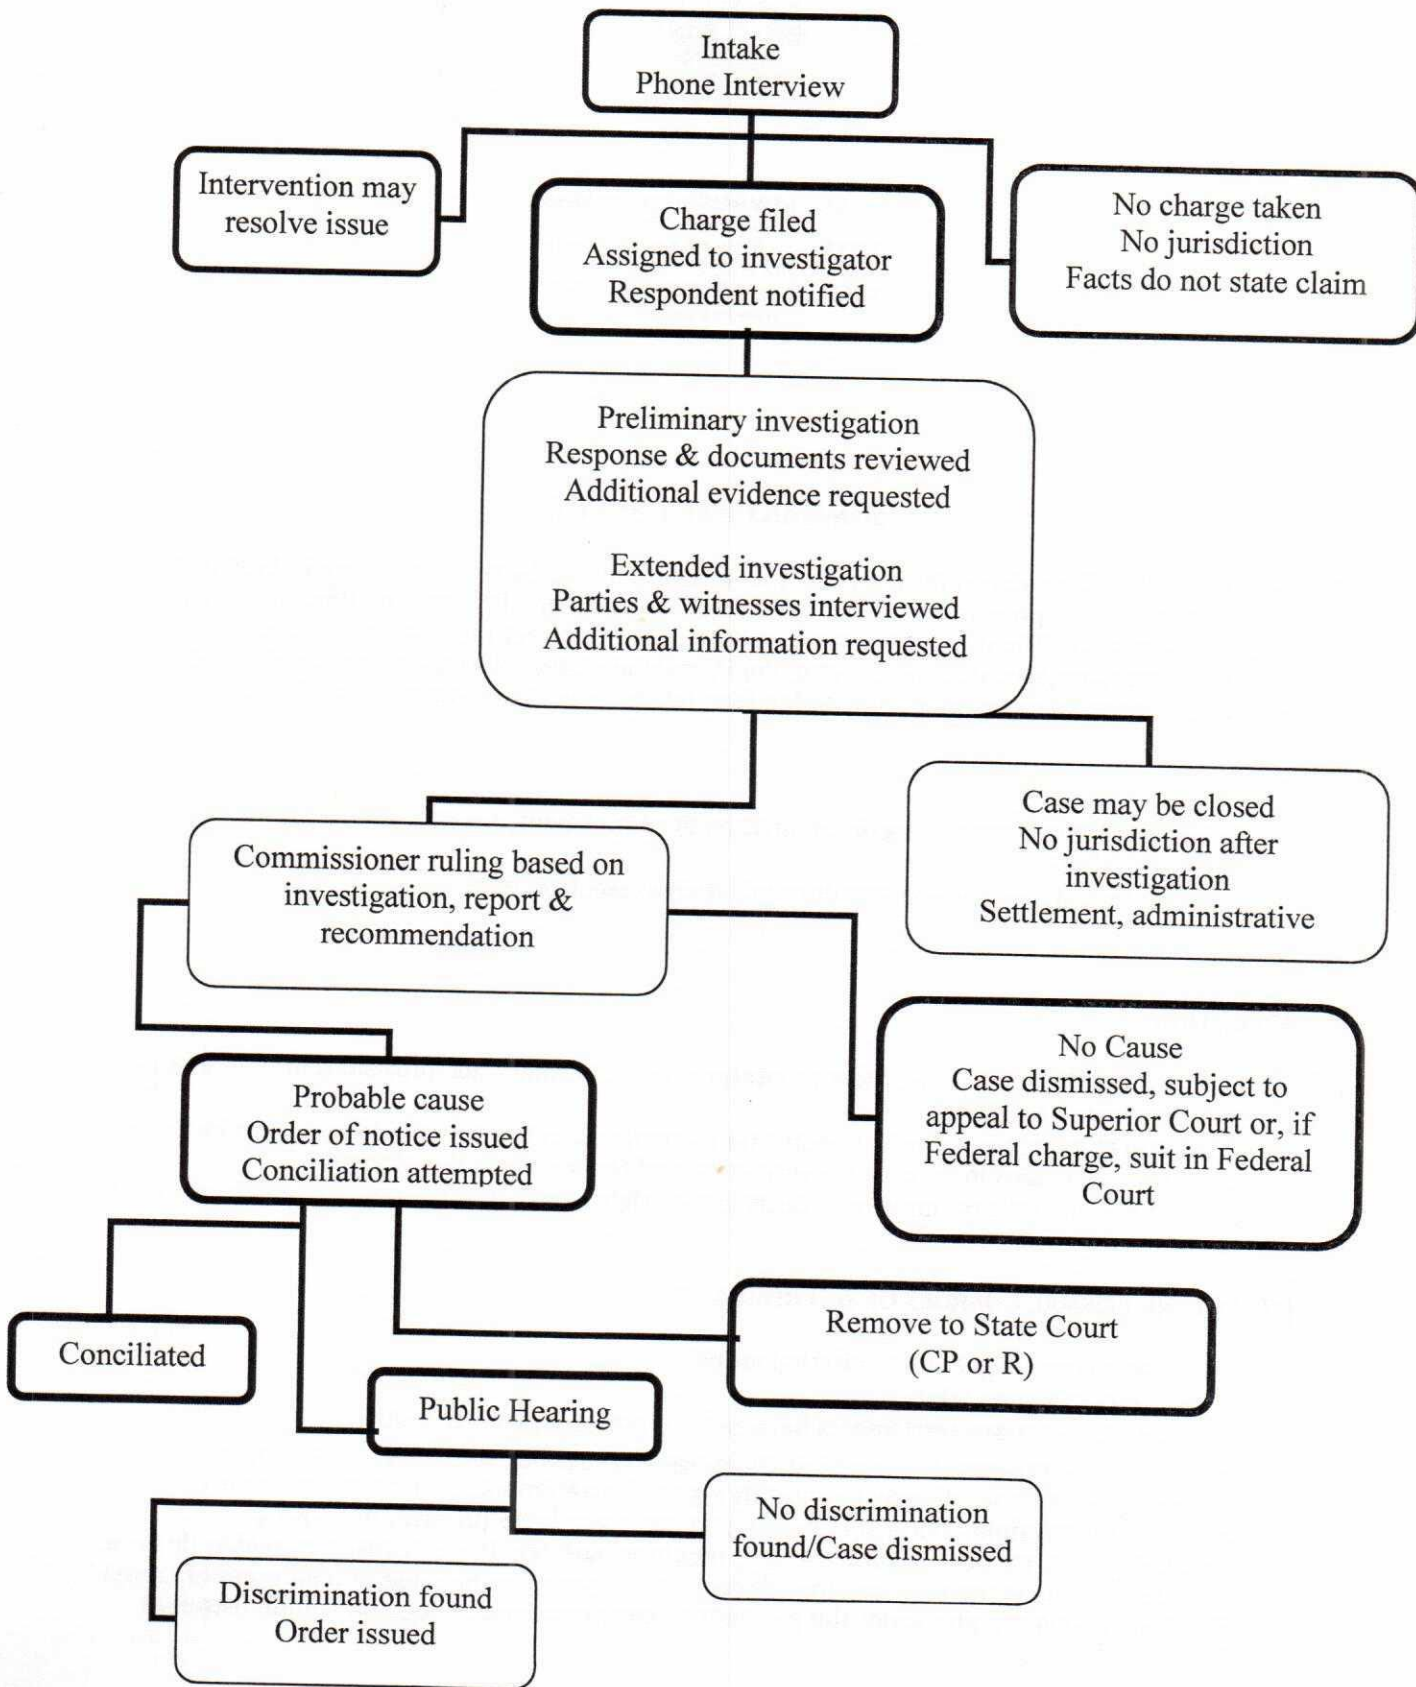 Intake
Phone Interview
Intervention may
resolve issue
Charge filed
Assigned to investigator
Respondent notified
No charge taken
No jurisdiction
Facts do not state claim
Preliminary investigation
Response & documents reviewed
Additional evidence requested
Extended investigation
Parties & witnesses interviewed
Additional information requested
Case may be closed
No jurisdiction after
investigation
Settlement, administrative
Commissioner ruling based on
investigation, report &
recommendation
No Cause
Case dismissed, subject to
appeal to Superior Court or, if
Federal charge, suit in Federal
Court
Probable cause
Order of notice issued
Conciliation attempted
Remove to State Court
(CP or R)
Conciliated
Public Hearing
No discrimination
found/Case dismissed
Discrimination found
Order issued